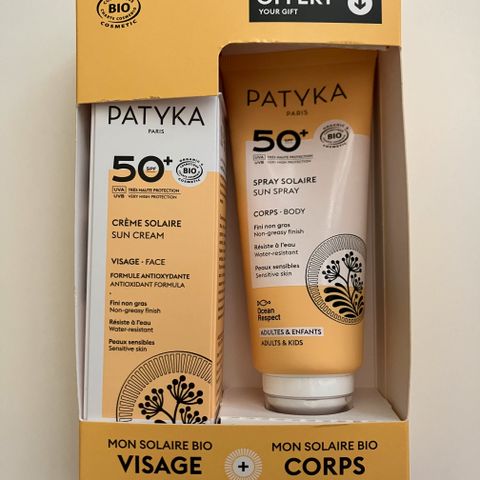 BIO
COSMETIC
OFFERT
YOUR GIFT
PATYKA
PARIS
50+
SPF
UVA
UVB
TRÈS HAUTE PROTECTION
VERY HIGH PROTECTION
BIO
CRÈME SOLAIRE
SUN CREAM
VISAGE · FACE
FORMULE ANTIOXYDANTE
ANTIOXIDANT FORMULA
Fini non gras
Non-greasy finish
Résiste à l'eau
Water-resistant
Peaux sensibles
Sensitive skin
PATYKA
PARIS
50+
SPF
UVA
UVB
TRÈS HAUTE PROTECTION
VERY HIGH PROTECTION
ORGANIC
BIO
COSMETIC
SPRAY SOLAIRE
SUN SPRAY
CORPS · BODY
Fini non gras
Non-greasy finish
Résiste à l'eau
Water-resistant
Peaux sensibles
Sensitive skin
Ocean
Respect
ADULTES & ENFANTS
ADULTS & KIDS
MON SOLAIRE BIO
VISAGE
+
MON SOLAIRE BIO
CORPS